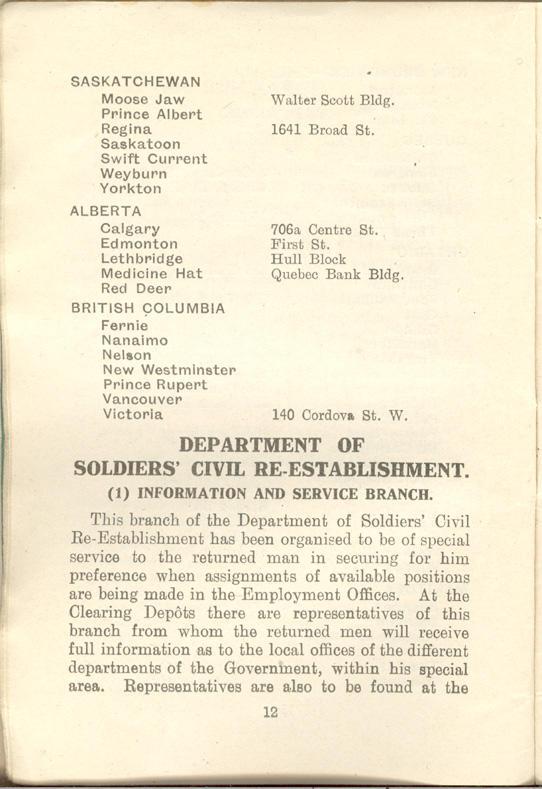 SASKATCHEWAN
Moose Jaw Walter Scott Bldg.
Prince Albert
Regina 1641 Broad St.
Saskatoon
Swift Current
Weyburn
Yorkton
ALBERTA
Calgary 706a Centre St.
Edmonton First St.
Lethbridge Hull Block
Medicine Hat Quebec Bank Bldg.
Red Deer
BRITISH COLUMBIA
Fernie
Nanaimo
Nelson
New Westminster
Prince Rupert
Vancouver
Victoria 140 Cordova St. W.
DEPARTMENT OF
SOLDIERS' CIVIL RE-ESTABLISHMENT.
(1) INFORMATION AND SERVICE BRANCH.
This branch of the Department of Soldiers' Civil
Re-Establishment has been organised to be of special
service to the returned man in securing for him
preference when assignments of available positions
are being made in the Employment Offices. At the
Clearing Depôts there are representatives of this
branch from whom the returned men will receive
full information as to the local offices of the different
departments of the Government, within his special
area. Representatives are also to be found at the
12